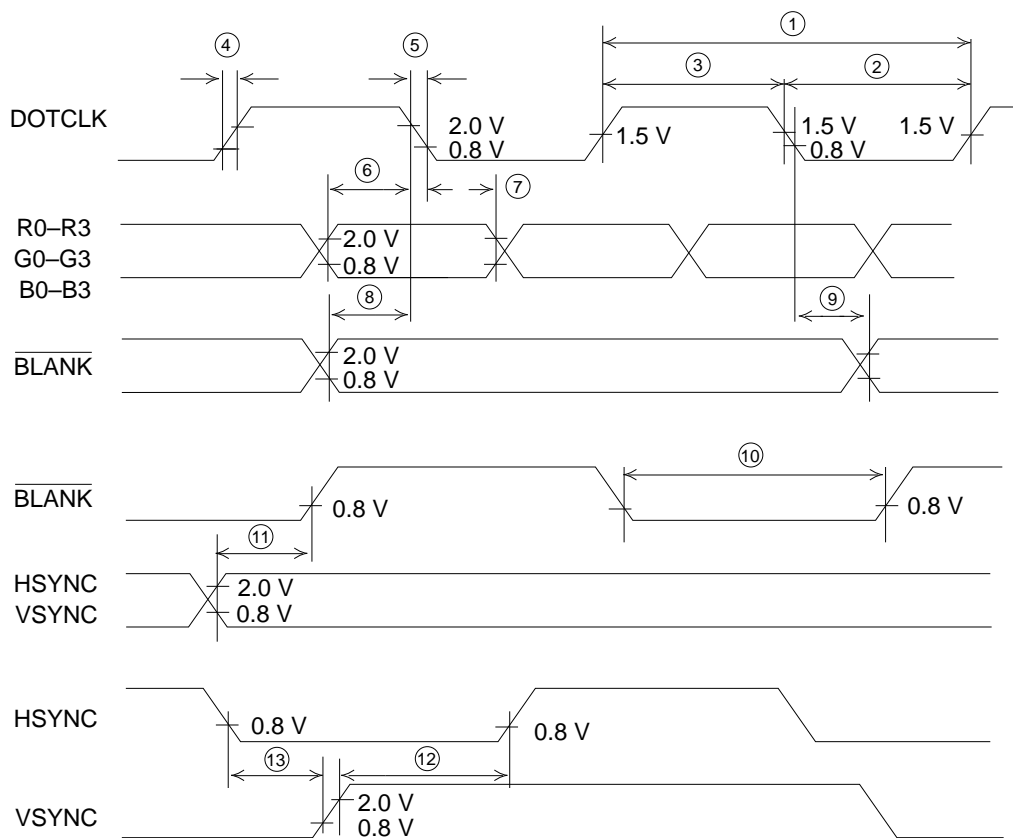 ①
④ ⑤
③ ②
DOTCLK
2.0 V
0.8 V
1.5 V
1.5 V
0.8 V
1.5 V
⑥ ⑦
R0–R3
G0–G3
B0–B3
2.0 V
0.8 V
⑧ ⑨
BLANK
2.0 V
0.8 V
⑩
BLANK
0.8 V
0.8 V
⑪
HSYNC
VSYNC
2.0 V
0.8 V
HSYNC
0.8 V
0.8 V
⑬ ⑫
VSYNC
2.0 V
0.8 V